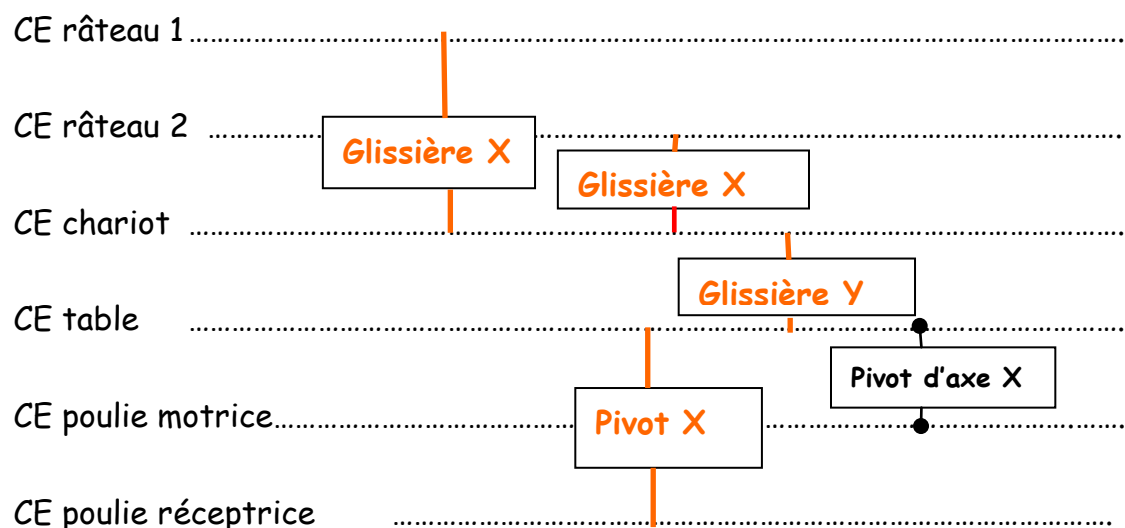 CE râteau 1
CE râteau 2
Glissière X
Glissière X
CE chariot
Glissière Y
CE table
Pivot d'axe X
CE poulie motrice
Pivot X
CE poulie réceptrice